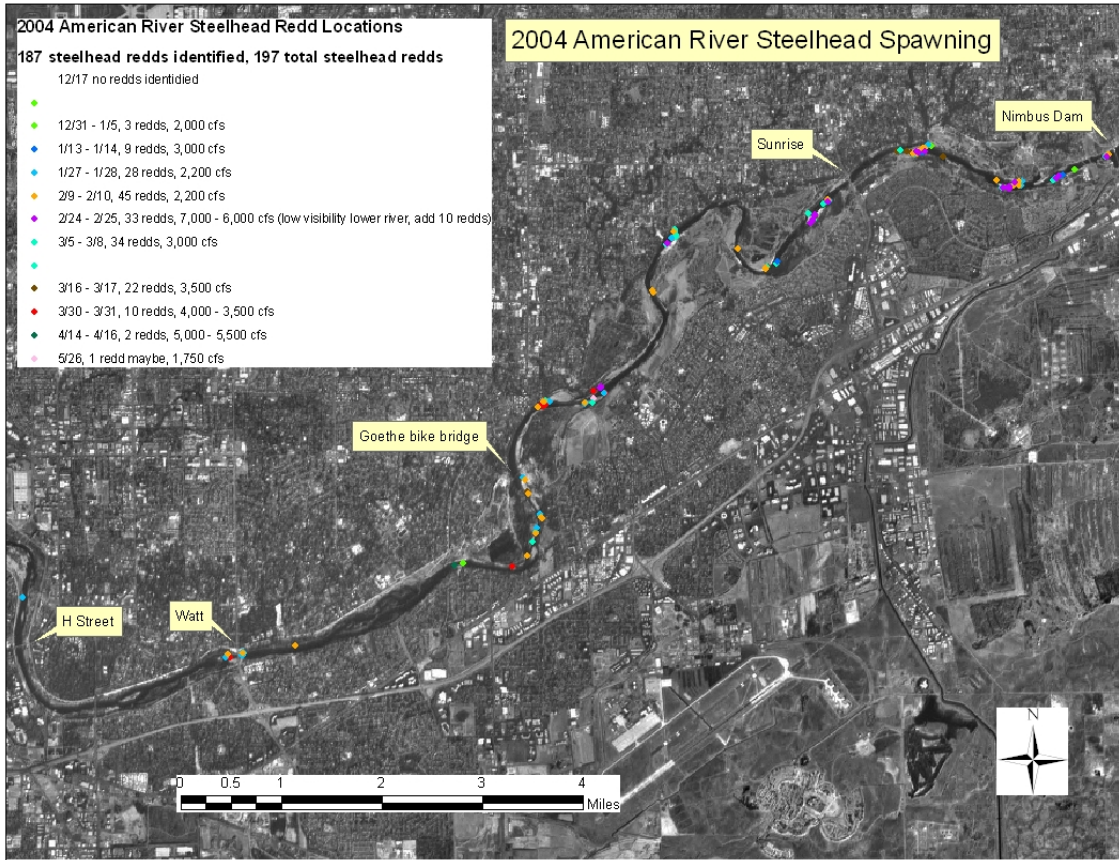 2004 American River Steelhead Redd Locations
187 steelhead redds identified, 197 total steelhead redds
12/17 no redds identidied
12/31 - 1/5, 3 redds, 2,000 cfs
1/13 - 1/14, 9 redds, 3,000 cfs
1/27 - 1/28, 28 redds, 2,200 cfs
2/9 - 2/10, 45 redds, 2,200 cfs
2/24 - 2/25, 33 redds, 7,000 - 6,000 cfs (low visibility lower river, add 10 redds)
3/5 - 3/8, 34 redds, 3,000 cfs
3/16 - 3/17, 22 redds, 3,500 cfs
3/30 - 3/31, 10 redds, 4,000 - 3,500 cfs
4/14 - 4/16, 2 redds, 5,000 - 5,500 cfs
5/26, 1 redd maybe, 1,750 cfs
2004 American River Steelhead Spawning
Nimbus Dam
Sunrise
Goethe bike bridge
Watt
H Street
N
0 0.5 1 2 3 4
Miles